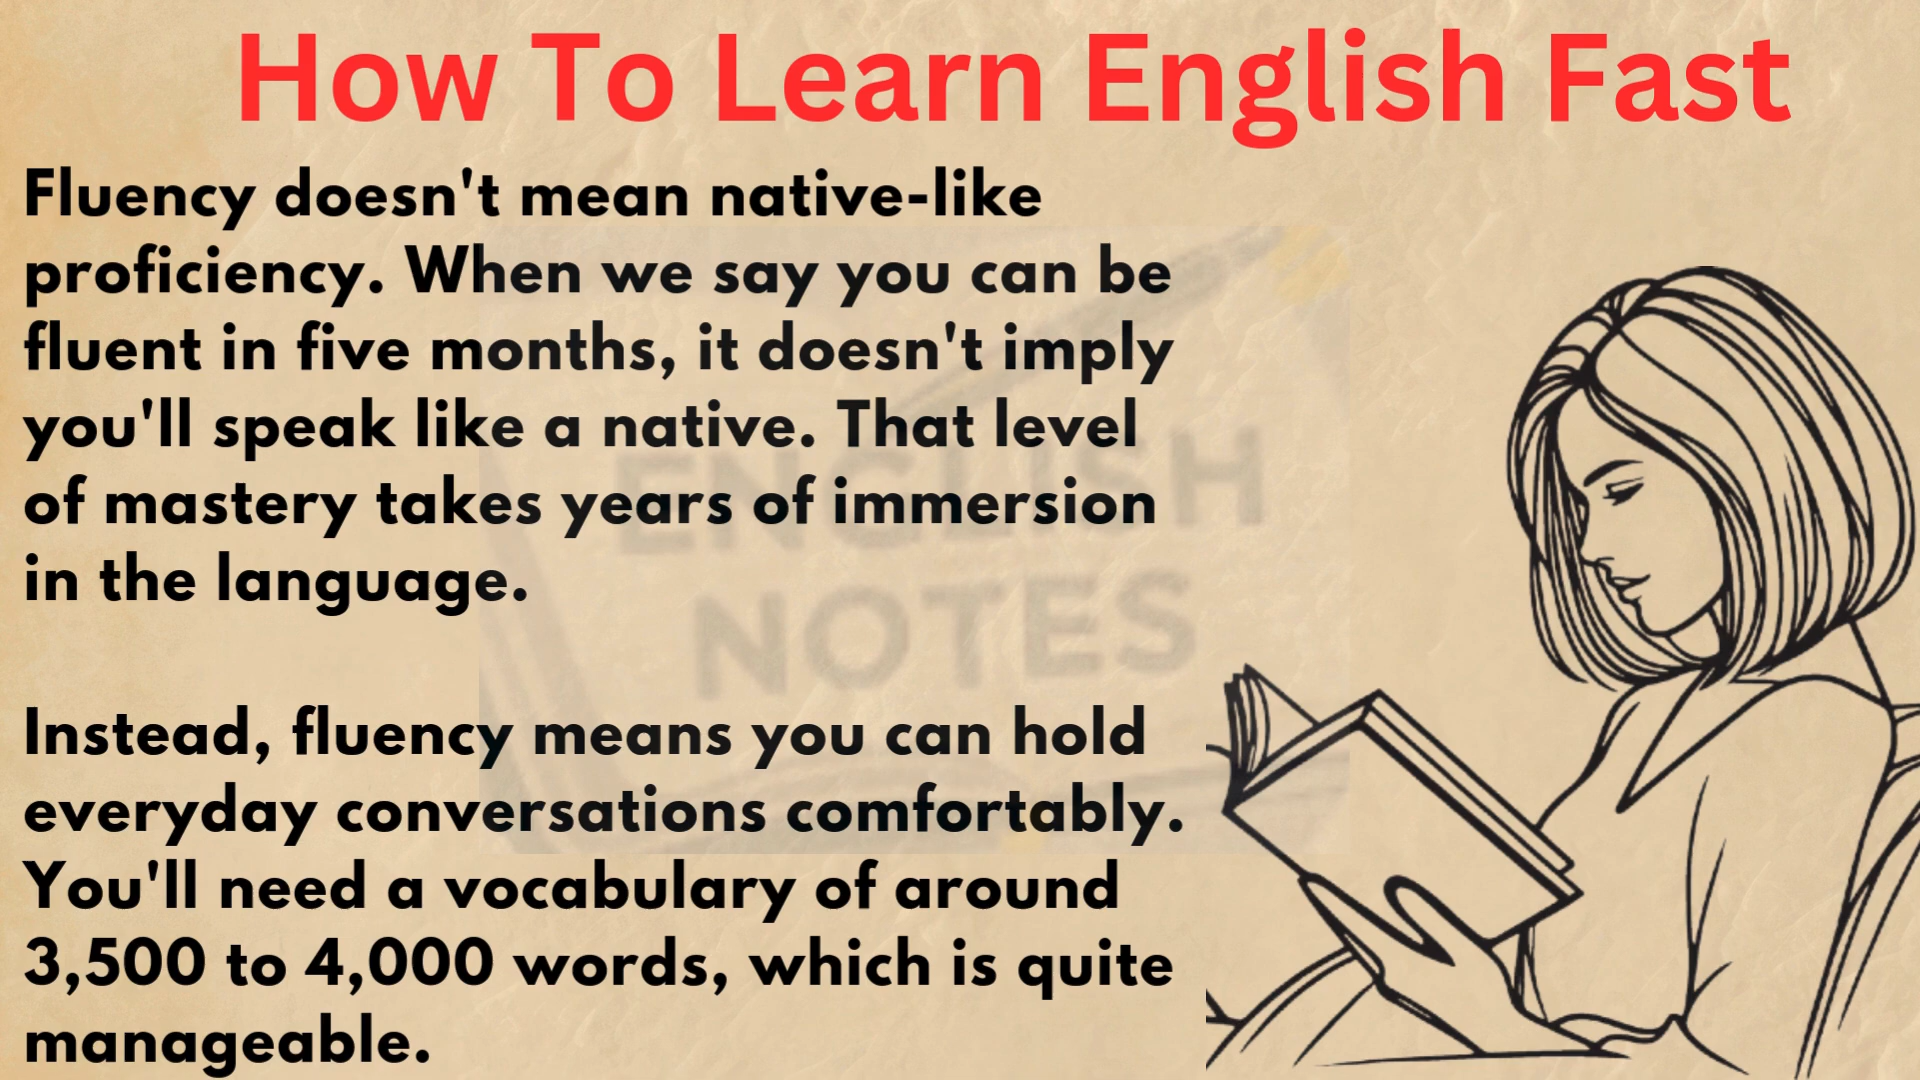 How To Learn English Fast
Fluency doesn't mean native-like
proficiency. When we say you can be
fluent in five months, it doesn't imply
you'll speak like a native. That level
of mastery takes years of immersion
in the language.
Instead, fluency means you can hold
everyday conversations comfortably.
You'll need a vocabulary of around
3,500 to 4,000 words, which is quite
manageable.
ENGLISH
NOTES